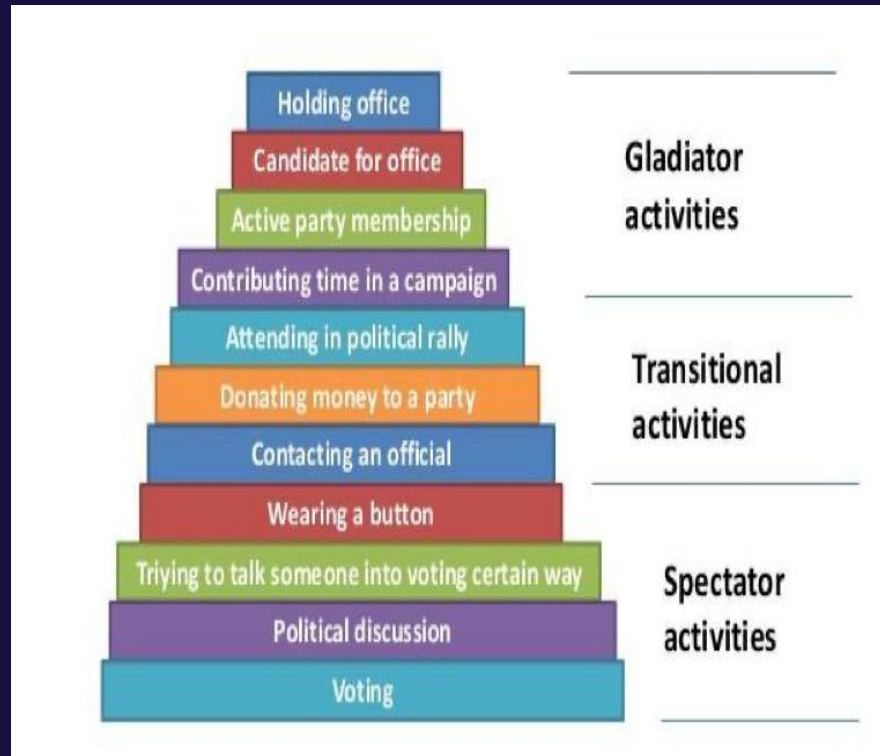 Holding office
Candidate for office
Active party membership
Contributing time in a campaign
Attending in political rally
Donating money to a party
Contacting an official
Wearing a button
Triying to talk someone into voting certain way
Political discussion
Voting
Gladiator
activities
Transitional
activities
Spectator
activities